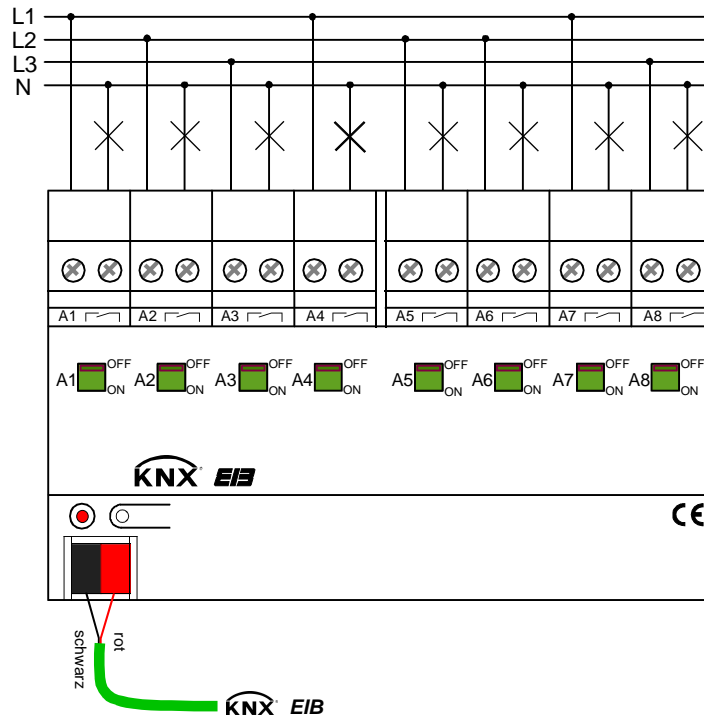 L1
L2
L3
N
A1 A2 A3 A4 A5 A6 A7 A8
OFF OFF OFF OFF OFF OFF OFF OFF
A1 A2 A3 A4 A5 A6 A7 A8
ON ON ON ON ON ON ON ON
KNX EIB
CE
schwarz
rot
KNX EIB